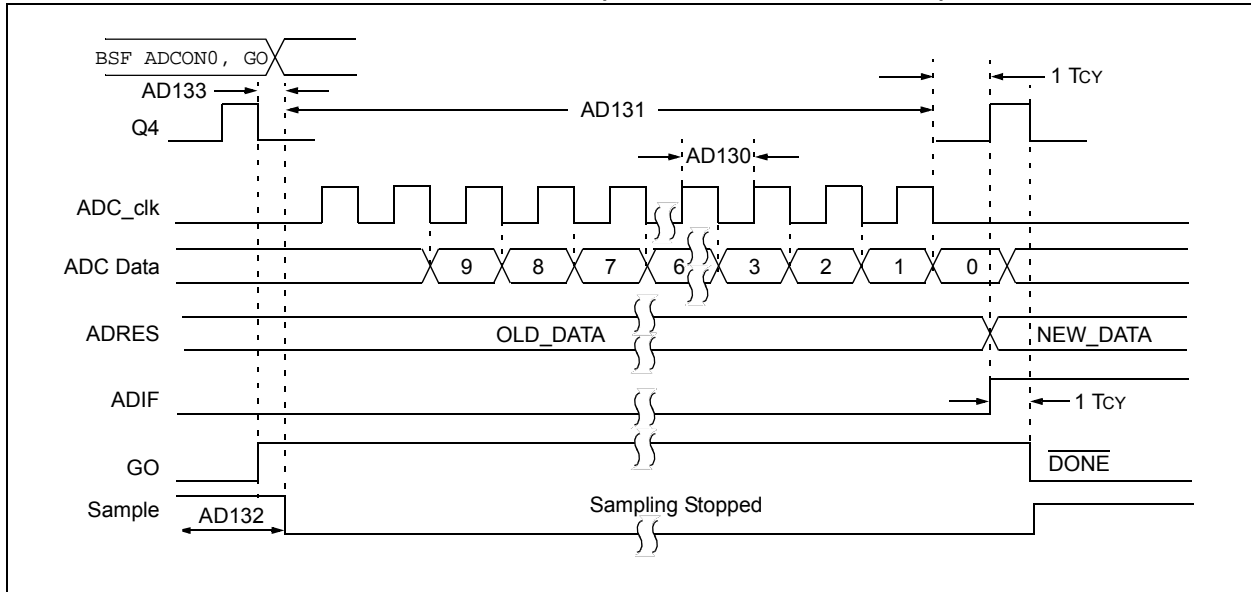 BSF ADCON0, GO
AD133
1 TCY
AD131
Q4
AD130
ADC_clk
ADC Data 9 8 7 6 3 2 1 0
ADRES OLD_DATA NEW_DATA
ADIF 1 TCY
GO DONE
Sample AD132 Sampling Stopped